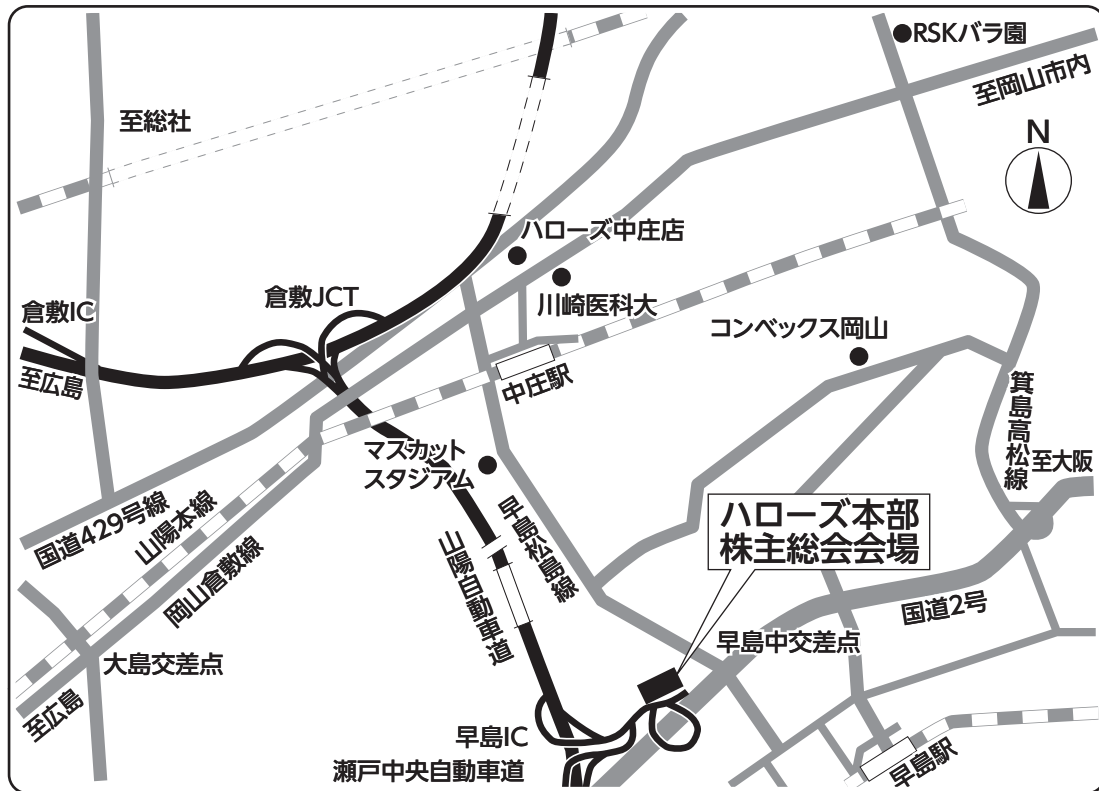 RSKバラ園
至岡山市内
至総社
N
ハローズ中庄店
倉敷JCT
川崎医科大
倉敷IC
コンベックス岡山
至広島
中庄駅
箕島高松線
マスカット
スタジアム
至大阪
国道429号線
山陽本線
早島松島線
ハローズ本部
株主総会会場
岡山倉敷線
山陽自動車道
国道2号
早島中交差点
大島交差点
至広島
早島IC
早島駅
瀬戸中央自動車道